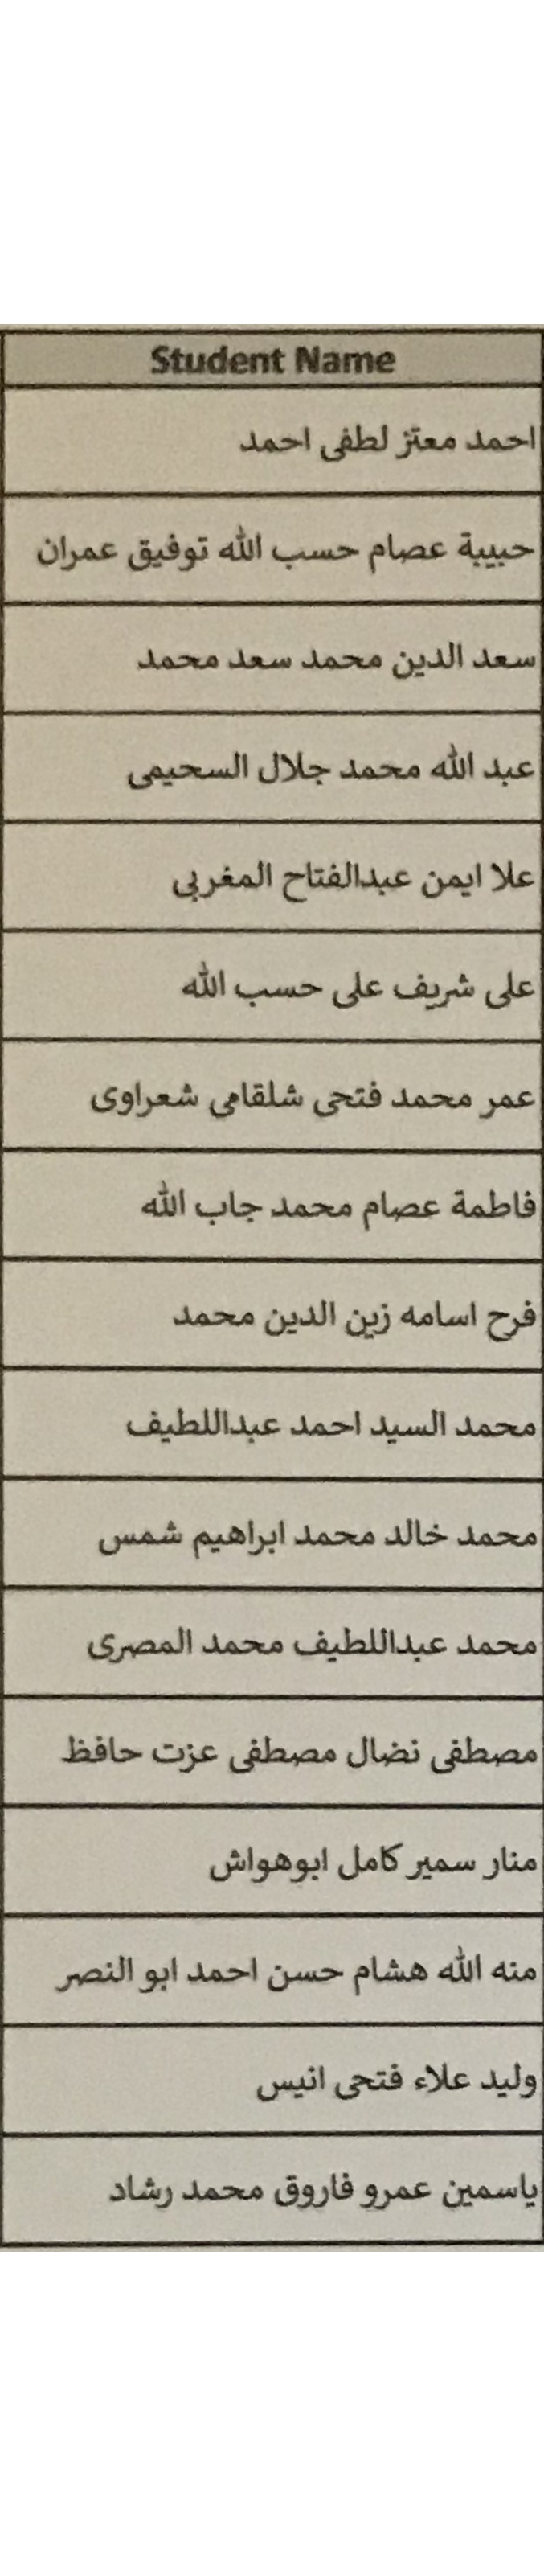 Student Name
احمد معتز لطفى احمد
حبيبة عصام حسب الله توفيق عمران
سعد الدين محمد سعد محمد
عبد الله محمد جلال السحيمى
علا ايمن عبدالفتاح المغربى
على شريف على حسب الله
عمر محمد فتحى شلقامى شعراوى
فاطمة عصام محمد جاب الله
فرح اسامه زين الدين محمد
محمد السيد احمد عبداللطيف
محمد خالد محمد ابراهيم شمس
محمد عبداللطيف محمد المصرى
مصطفى نضال مصطفى عزت حافظ
منار سمير كامل ابوهواش
منه الله هشام حسن احمد ابو النصر
وليد علاء فتحى انيس
ياسمين عمرو فاروق محمد رشاد